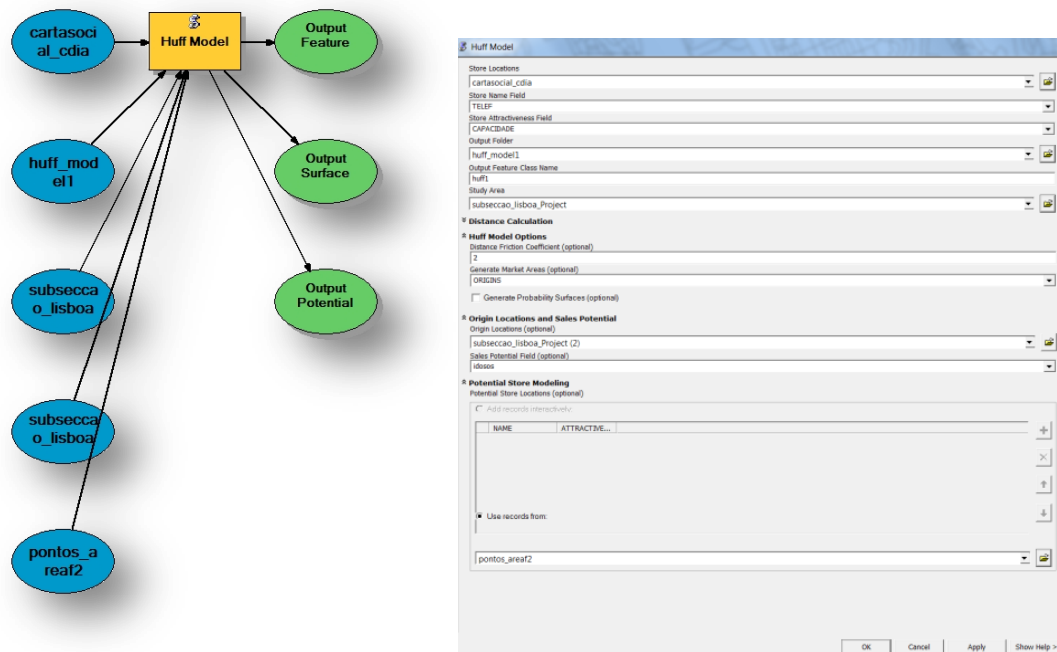 cartasoci
al_cdia
Huff Model
Output
Feature
huff_mod
el1
Output
Surface
subsecca
o_lisboa
Output
Potential
subsecca
o_lisboa
pontos_a
reaf2
Huff Model
Store Locations
cartasocial_cdia
Store Name Field
TELEF
Store Attractiveness Field
CAPACIDADE
Output Folder
huff_model1
Output Feature Class Name
huff1
Study Area
subseccao_lisboa_Project
Distance Calculation
Huff Model Options
Distance Friction Coefficient (optional)
2
Generate Market Areas (optional)
ORIGINS
Generate Probability Surfaces (optional)
Origin Locations and Sales Potential
Origin Locations (optional)
subseccao_lisboa_Project (2)
Sales Potential Field (optional)
idosos
Potential Store Modeling
Potential Store Locations (optional)
Add records interactively:
NAME ATTRACTIVE...
Use records from:
pontos_areaf2
OK Cancel Apply Show Help >